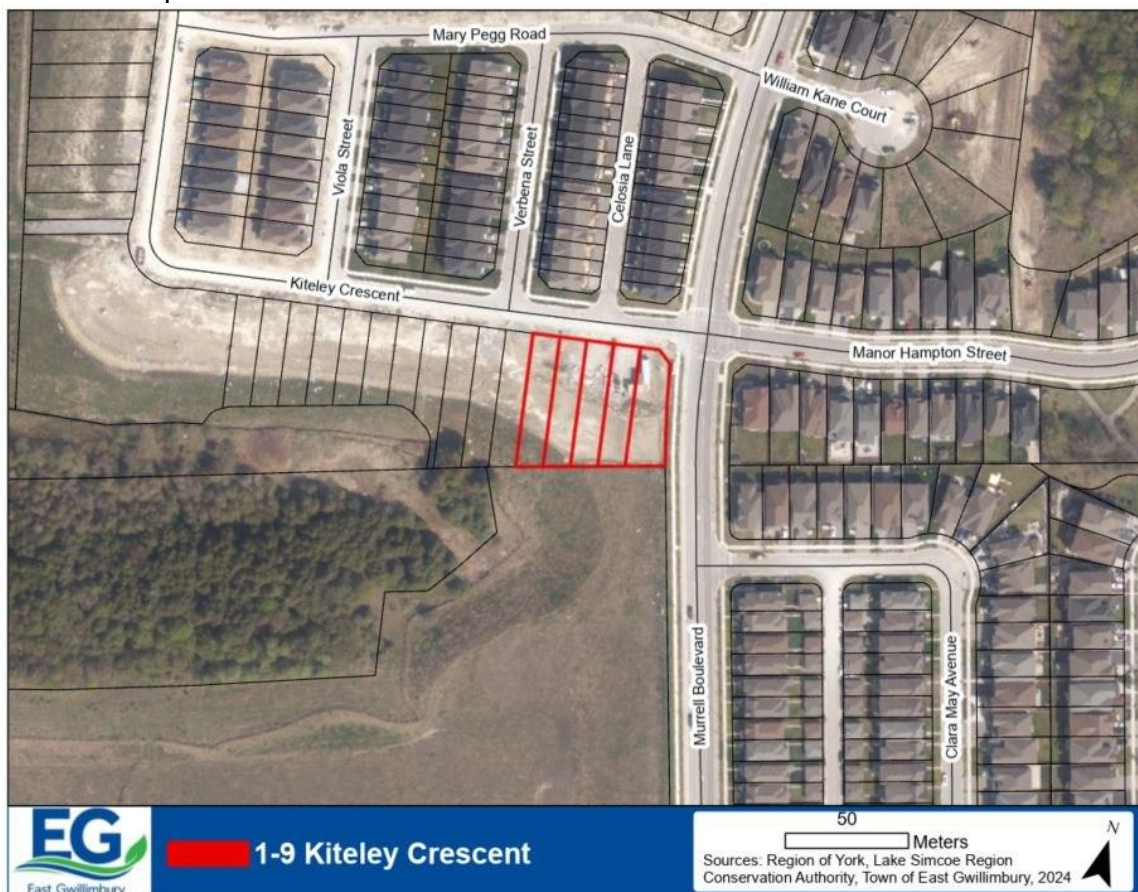 Mary Pegg Road
William Kane Court
Viola Street
Verbena Street
Celosia Lane
Kiteley Crescent
Manor Hampton Street
Murrell Boulevard
Clara May Avenue
EG
East Gwillimbury
1-9 Kiteley Crescent
50
Meters
Sources: Region of York, Lake Simcoe Region
Conservation Authority, Town of East Gwillimbury, 2024
N